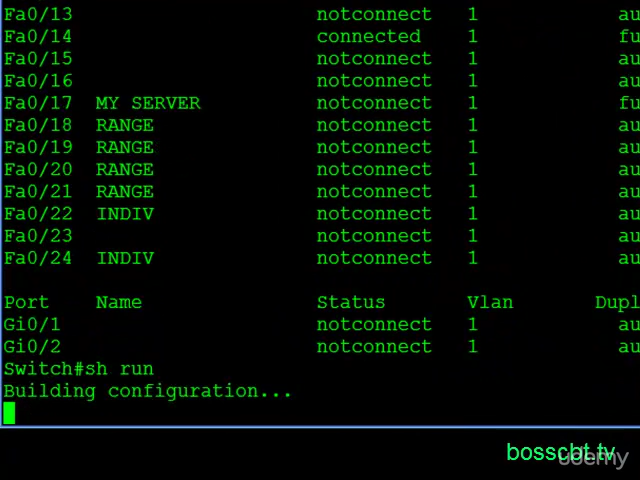 Fa0/13 notconnect 1 au
Fa0/14 connected 1 fu
Fa0/15 notconnect 1 au
Fa0/16 notconnect 1 au
Fa0/17 MY SERVER notconnect 1 fu
Fa0/18 RANGE notconnect 1 au
Fa0/19 RANGE notconnect 1 au
Fa0/20 RANGE notconnect 1 au
Fa0/21 RANGE notconnect 1 au
Fa0/22 INDIV notconnect 1 au
Fa0/23 notconnect 1 au
Fa0/24 INDIV notconnect 1 au
Port Name Status Vlan Dupl
Gi0/1 notconnect 1 au
Gi0/2 notconnect 1 au
Switch#sh run
Building configuration...
bosscbt.tv
udemy